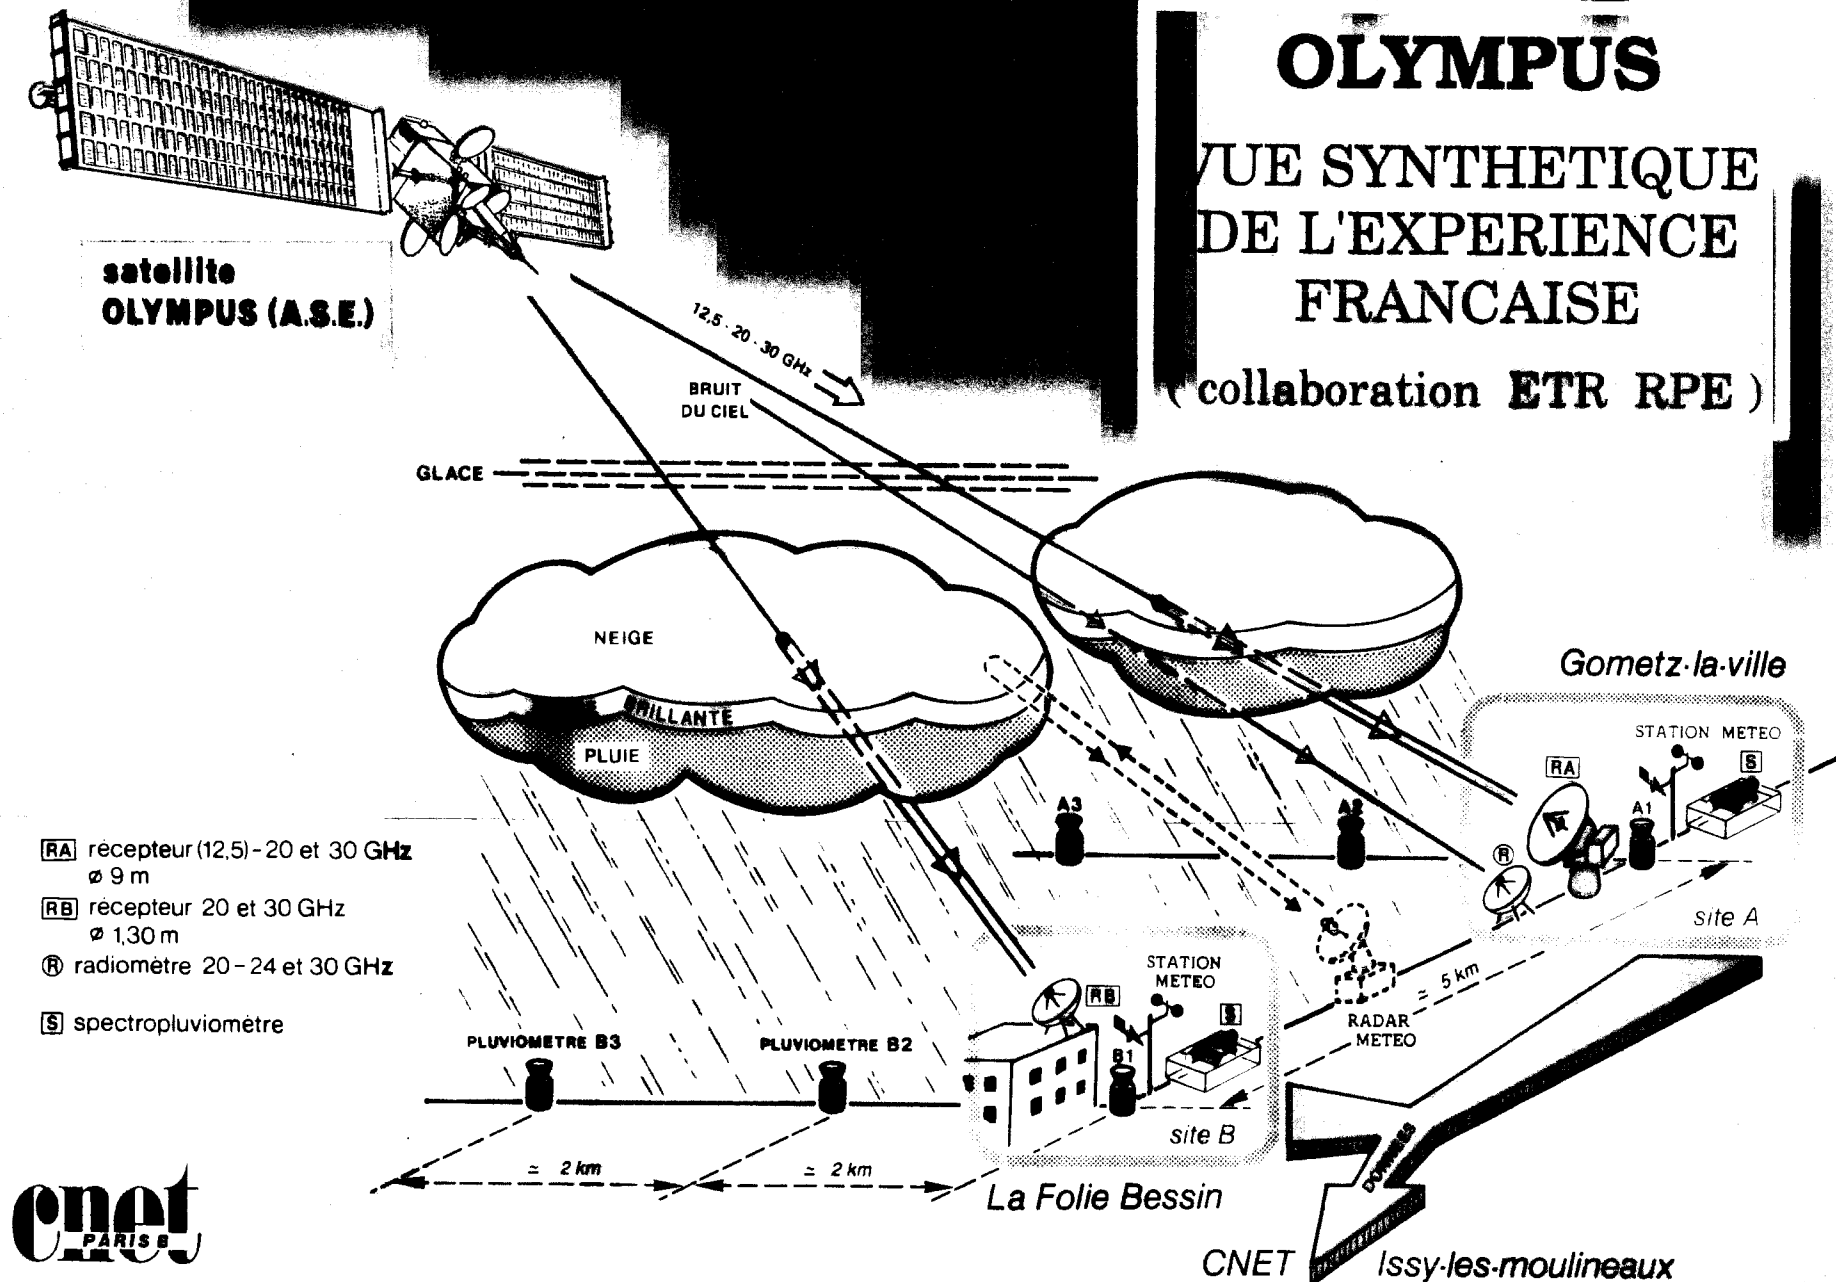 OLYMPUS
VUE SYNTHETIQUE
DE L'EXPERIENCE
FRANCAISE
( collaboration ETR RPE )
satellite
OLYMPUS (A.S.E.)
12,5 - 20 - 30 GHz
BRUIT
DU CIEL
GLACE
NEIGE
BRILLANTE
PLUIE
Gometz-la-ville
STATION METEO
RA
S
A3
A2
A1
R
site A
RA récepteur (12,5) - 20 et 30 GHz
ø 9 m
RB récepteur 20 et 30 GHz
ø 1,30 m
R radiomètre 20 - 24 et 30 GHz
S spectropluviomètre
STATION
METEO
RB
S
≃ 5 km
RADAR
METEO
PLUVIOMETRE B3
PLUVIOMETRE B2
B1
site B
DONNEES
≃ 2 km
≃ 2 km
La Folie Bessin
cnet
PARIS B
CNET Issy-les-moulineaux